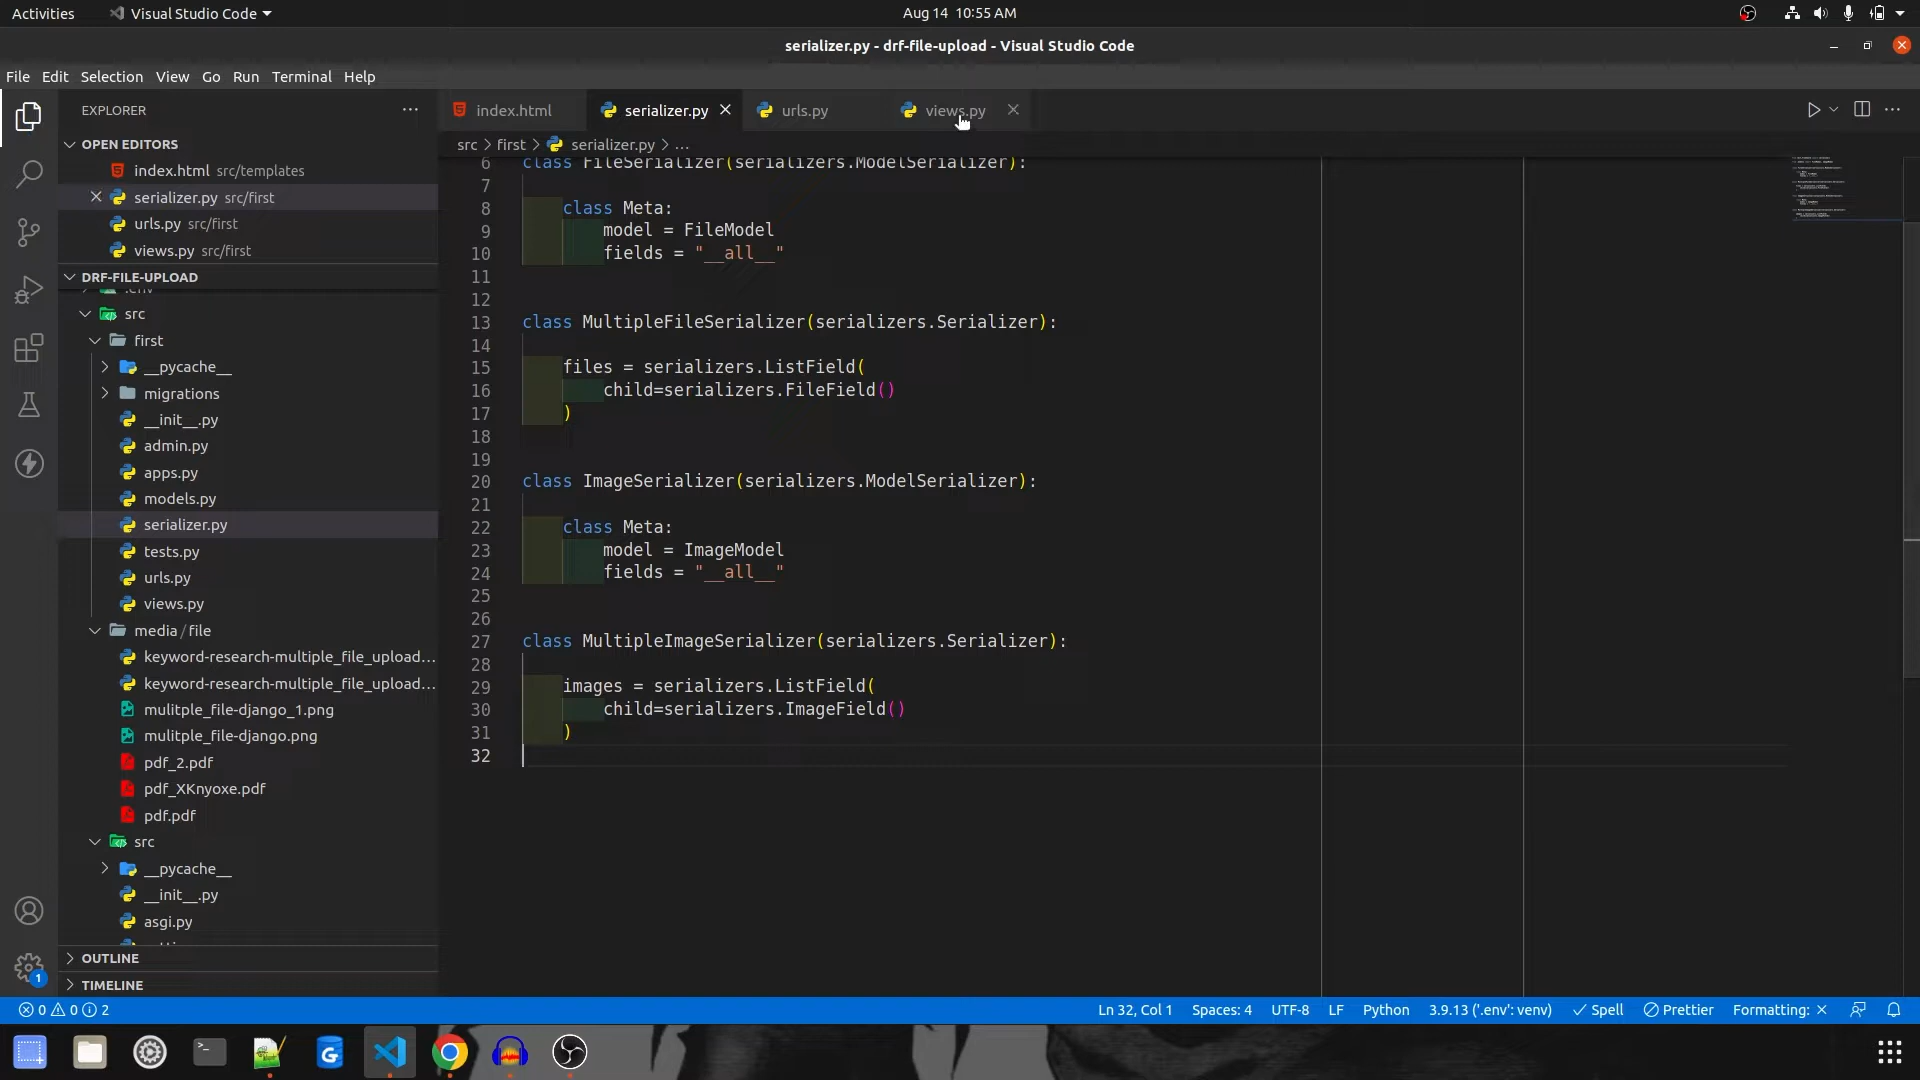 Activities
Visual Studio Code
Aug 14 10:55 AM
serializer.py - drf-file-upload - Visual Studio Code
File Edit Selection View Go Run Terminal Help
EXPLORER
OPEN EDITORS
index.html src/templates
serializer.py src/first
urls.py src/first
views.py src/first
DRF-FILE-UPLOAD
.env
src
first
__pycache__
migrations
__init__.py
admin.py
apps.py
models.py
serializer.py
tests.py
urls.py
views.py
media / file
keyword-research-multiple_file_upload...
keyword-research-multiple_file_upload...
mulitple_file-django_1.png
mulitple_file-django.png
pdf_2.pdf
pdf_XKnyoxe.pdf
pdf.pdf
src
__pycache__
__init__.py
asgi.py
OUTLINE
TIMELINE
index.html
serializer.py
urls.py
views.py
src > first > serializer.py > ...
6 class FileSerializer(serializers.ModelSerializer):
7
8 class Meta:
9 model = FileModel
10 fields = "__all__"
11
12
13 class MultipleFileSerializer(serializers.Serializer):
14
15 files = serializers.ListField(
16 child=serializers.FileField()
17 )
18
19
20 class ImageSerializer(serializers.ModelSerializer):
21
22 class Meta:
23 model = ImageModel
24 fields = "__all__"
25
26
27 class MultipleImageSerializer(serializers.Serializer):
28
29 images = serializers.ListField(
30 child=serializers.ImageField()
31 )
32
1
0 0 2
Ln 32, Col 1 Spaces: 4 UTF-8 LF Python 3.9.13 ('.env': venv) Spell Prettier Formatting: ×